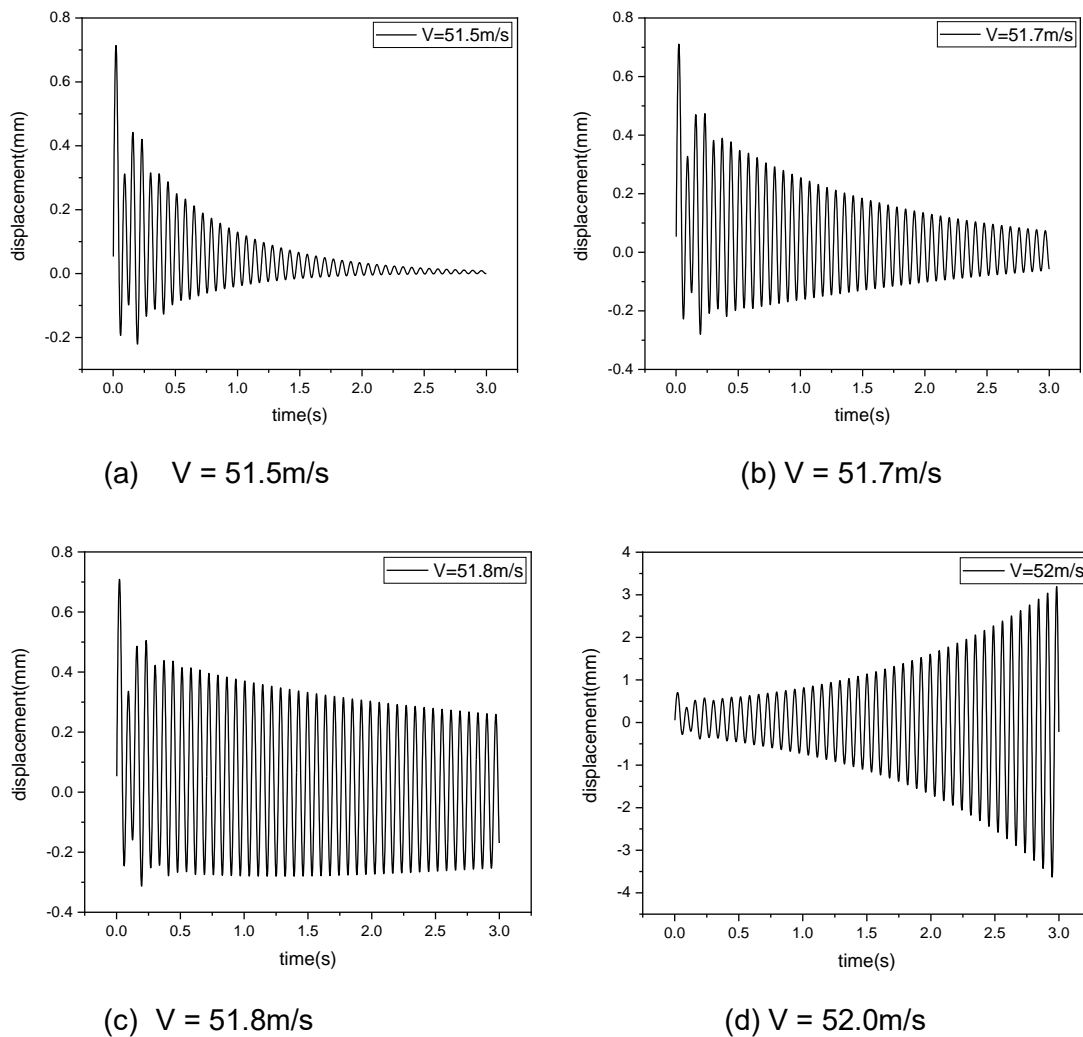 V=51.5m/s
displacement(mm)
0.8
0.6
0.4
0.2
0.0
-0.2
0.0 0.5 1.0 1.5 2.0 2.5 3.0
time(s)
(a) V = 51.5m/s
V=51.7m/s
displacement(mm)
0.8
0.6
0.4
0.2
0.0
-0.2
-0.4
0.0 0.5 1.0 1.5 2.0 2.5 3.0
time(s)
(b) V = 51.7m/s
V=51.8m/s
displacement(mm)
0.8
0.6
0.4
0.2
0.0
-0.2
-0.4
0.0 0.5 1.0 1.5 2.0 2.5 3.0
time(s)
(c) V = 51.8m/s
V=52m/s
displacement(mm)
4
3
2
1
0
-1
-2
-3
-4
0.0 0.5 1.0 1.5 2.0 2.5 3.0
time(s)
(d) V = 52.0m/s